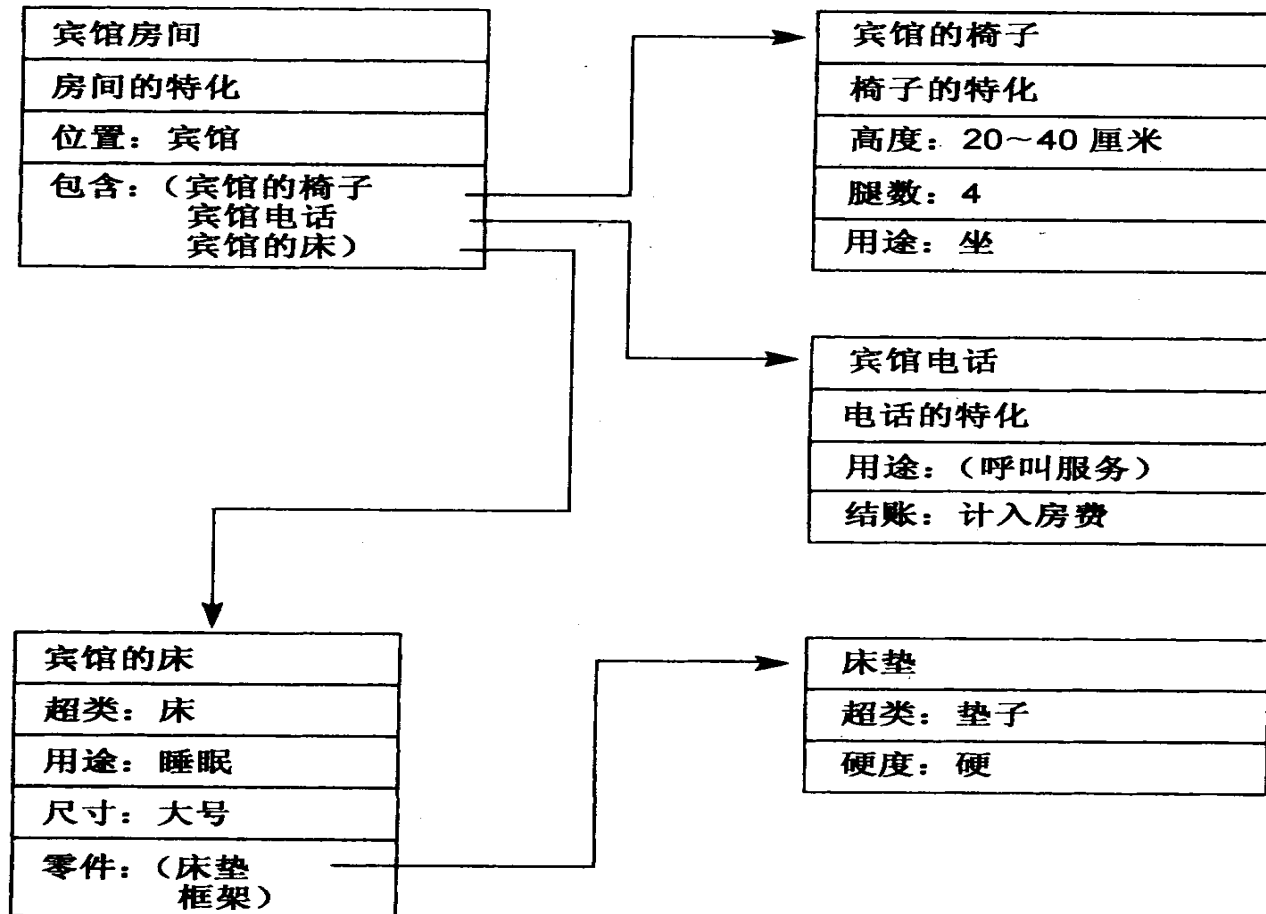 宾馆房间
房间的特化
位置：宾馆
包含：（宾馆的椅子
宾馆电话
宾馆的床）
宾馆的椅子
椅子的特化
高度：20～40 厘米
腿数：4
用途：坐
宾馆电话
电话的特化
用途：（呼叫服务）
结账：计入房费
宾馆的床
超类：床
用途：睡眠
尺寸：大号
零件：（床垫
框架）
床垫
超类：垫子
硬度：硬